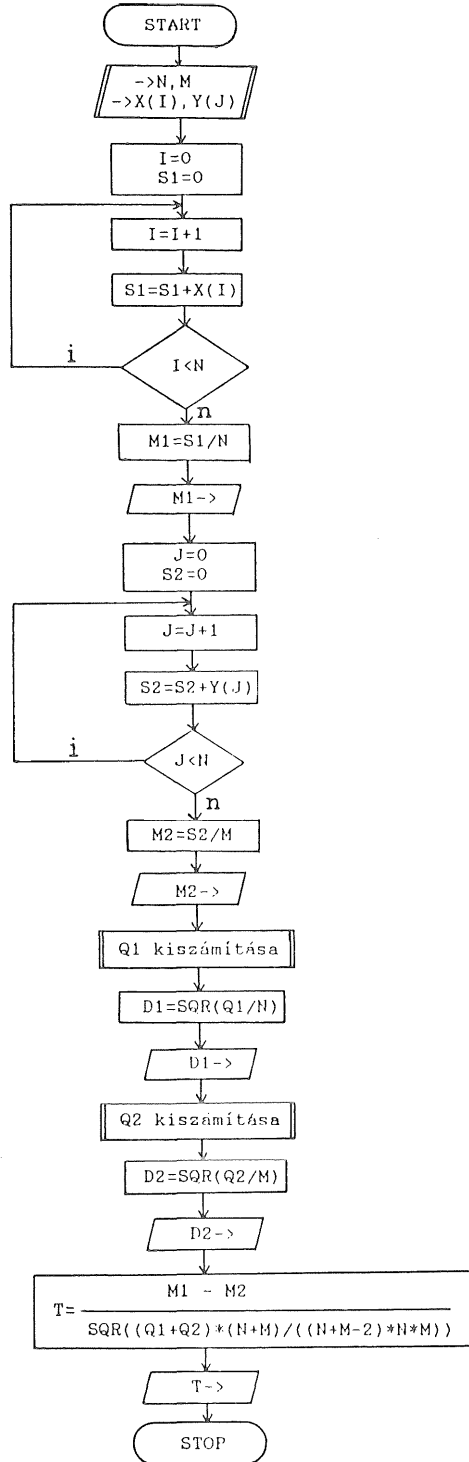 START
->N,M
->X(I),Y(J)
I=0
S1=0
I=I+1
S1=S1+X(I)
i
I<N
n
M1=S1/N
M1->
J=0
S2=0
J=J+1
S2=S2+Y(J)
i
J<N
n
M2=S2/M
M2->
Q1 kiszámítása
D1=SQR(Q1/N)
D1->
Q2 kiszámítása
D2=SQR(Q2/M)
D2->
M1 - M2
T=
SQR((Q1+Q2)*(N+M)/((N+M-2)*N*M))
T->
STOP